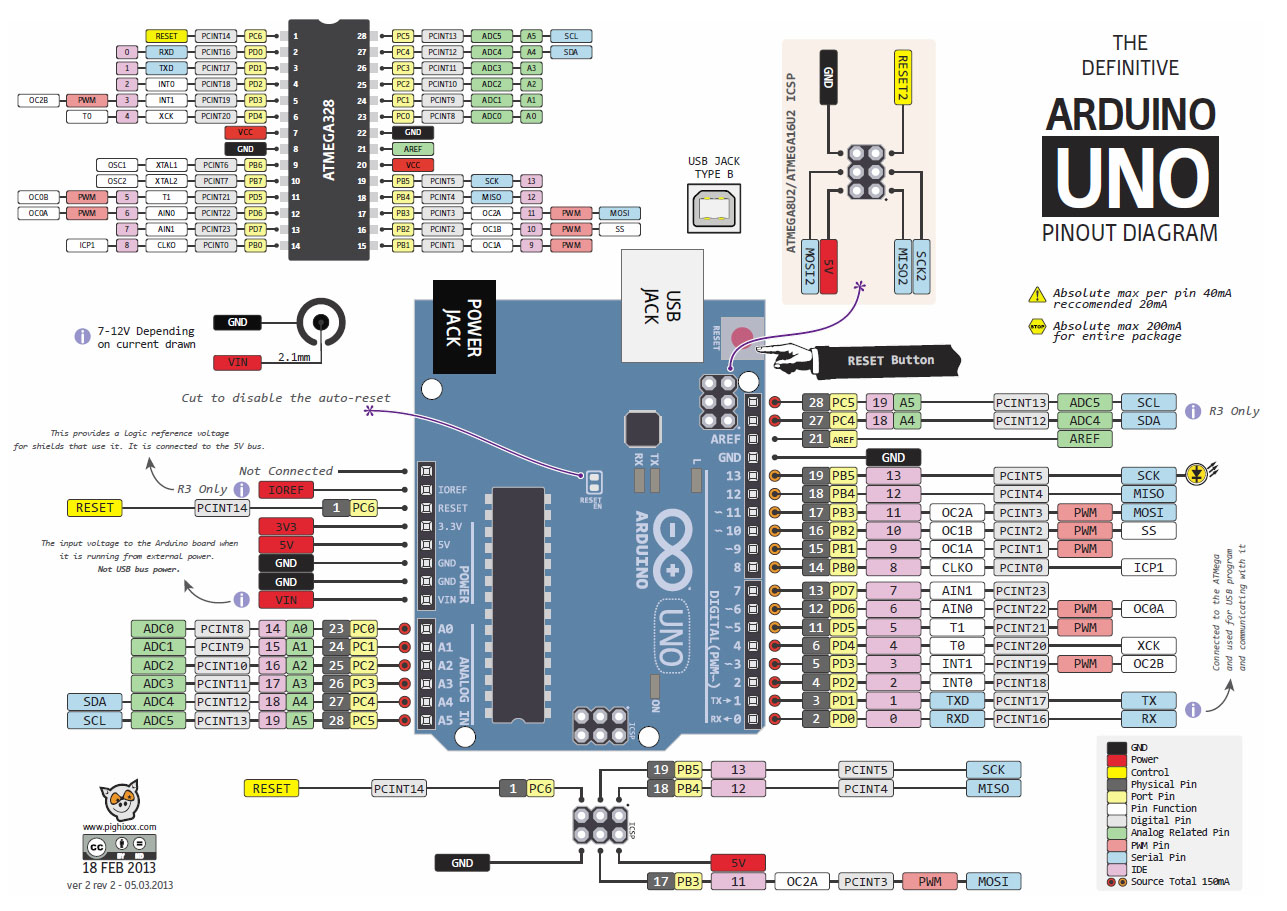 THE
DEFINITIVE
ARDUINO
UNO
PINOUT DIAGRAM
Absolute max per pin 40mA
reccomended 20mA
STOP
Absolute max 200mA
for entire package
ATMEGA328
RESET PCINT14 PC6 1
0 RXD PCINT16 PD0 2
1 TXD PCINT17 PD1 3
2 INT0 PCINT18 PD2 4
OC2B PWM 3 INT1 PCINT19 PD3 5
T0 4 XCK PCINT20 PD4 6
VCC 7
GND 8
OSC1 XTAL1 PCINT6 PB6 9
OSC2 XTAL2 PCINT7 PB7 10
OC0B PWM 5 T1 PCINT21 PD5 11
OC0A PWM 6 AIN0 PCINT22 PD6 12
7 AIN1 PCINT23 PD7 13
ICP1 8 CLKO PCINT0 PB0 14
28 PC5 PCINT13 ADC5 A5 SCL
27 PC4 PCINT12 ADC4 A4 SDA
26 PC3 PCINT11 ADC3 A3
25 PC2 PCINT10 ADC2 A2
24 PC1 PCINT9 ADC1 A1
23 PC0 PCINT8 ADC0 A0
22 GND
21 AREF
20 VCC
19 PB5 PCINT5 SCK 13
18 PB4 PCINT4 MISO 12
17 PB3 PCINT3 OC2A 11 PWM MOSI
16 PB2 PCINT2 OC1B 10 PWM SS
15 PB1 PCINT1 OC1A 9 PWM
USB JACK
TYPE B
ATMEGA8U2/ATMEGA16U2 ICSP
GND
RESET2
MOSI2
5V
MISO2
SCK2
7-12V Depending
on current drawn
GND
VIN
2.1mm
POWER
JACK
USB
JACK
RESET
RESET Button
Cut to disable the auto-reset
This provides a logic reference voltage
for shields that use it. It is connected to the 5V bus.
Not Connected
R3 Only IOREF
RESET PCINT14 1 PC6
3V3
5V
GND
GND
VIN
The input voltage to the Arduino board when
it is running from external power.
Not USB bus power.
ADC0 PCINT8 14 A0 23 PC0
ADC1 PCINT9 15 A1 24 PC1
ADC2 PCINT10 16 A2 25 PC2
ADC3 PCINT11 17 A3 26 PC3
SDA ADC4 PCINT12 18 A4 27 PC4
SCL ADC5 PCINT13 19 A5 28 PC5
IOREF
RESET
3.3V
5V
GND
GND
VIN
POWER
A0
A1
A2
A3
A4
A5
ANALOG IN
RESET
EN
RX
TX
L
ARDUINO
UNO
ON
ICSP
AREF
GND
13
12
~11
~10
~9
8
7
~6
~5
4
~3
2
TX→1
RX←0
DIGITAL(PWM~)
28 PC5 19 A5 PCINT13 ADC5 SCL R3 Only
27 PC4 18 A4 PCINT12 ADC4 SDA
21 AREF AREF
GND
19 PB5 13 PCINT5 SCK
18 PB4 12 PCINT4 MISO
17 PB3 11 OC2A PCINT3 PWM MOSI
16 PB2 10 OC1B PCINT2 PWM SS
15 PB1 9 OC1A PCINT1 PWM
14 PB0 8 CLKO PCINT0 ICP1
13 PD7 7 AIN1 PCINT23
12 PD6 6 AIN0 PCINT22 PWM OC0A
11 PD5 5 T1 PCINT21 PWM
6 PD4 4 T0 PCINT20 XCK
5 PD3 3 INT1 PCINT19 PWM OC2B
4 PD2 2 INT0 PCINT18
3 PD1 1 TXD PCINT17 TX
2 PD0 0 RXD PCINT16 RX
Connected to the ATMega
and used for USB program
and communicating with it
RESET PCINT14 1 PC6
19 PB5 13 PCINT5 SCK
18 PB4 12 PCINT4 MISO
ICSP
GND
5V
17 PB3 11 OC2A PCINT3 PWM MOSI
GND
Power
Control
Physical Pin
Port Pin
Pin Function
Digital Pin
Analog Related Pin
PWM Pin
Serial Pin
IDE
Source Total 150mA
www.pighixxx.com
cc
BY ND
18 FEB 2013
ver 2 rev 2 - 05.03.2013